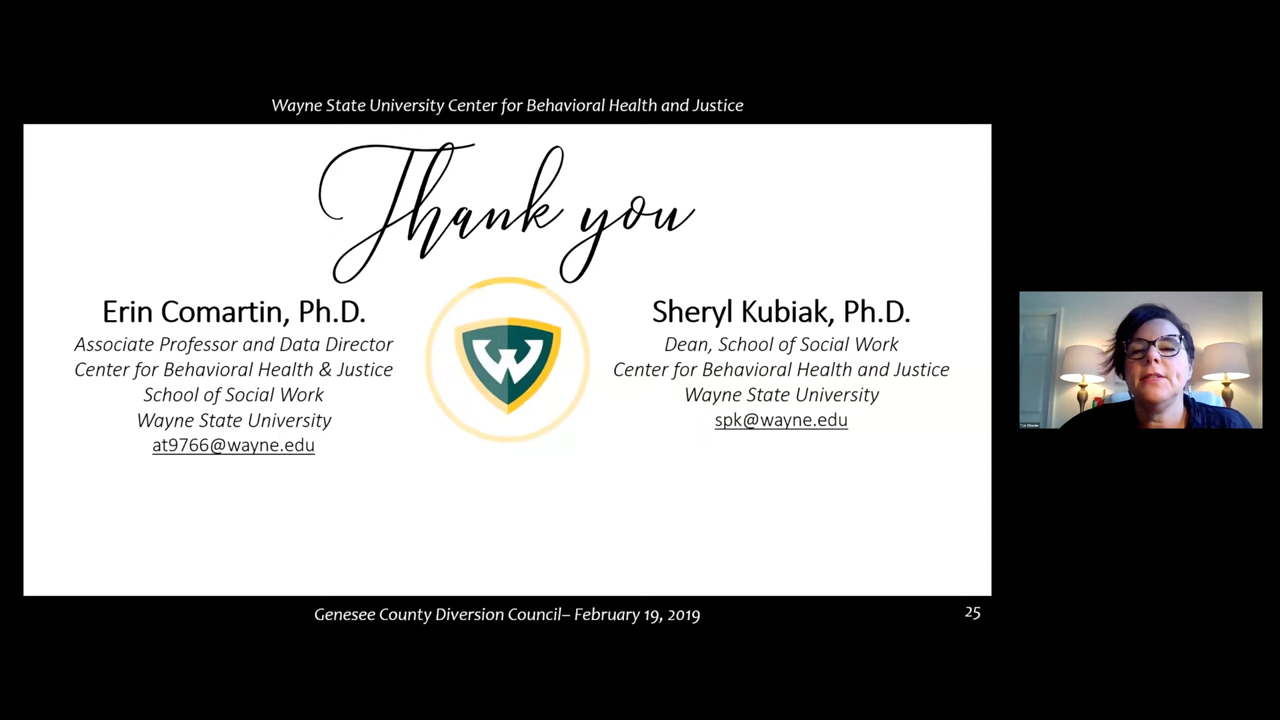 Wayne State University Center for Behavioral Health and Justice
Thank you
Erin Comartin, Ph.D.
Associate Professor and Data Director
Center for Behavioral Health & Justice
School of Social Work
Wayne State University
at9766@wayne.edu
W
Sheryl Kubiak, Ph.D.
Dean, School of Social Work
Center for Behavioral Health and Justice
Wayne State University
spk@wayne.edu
Genesee County Diversion Council– February 19, 2019
25